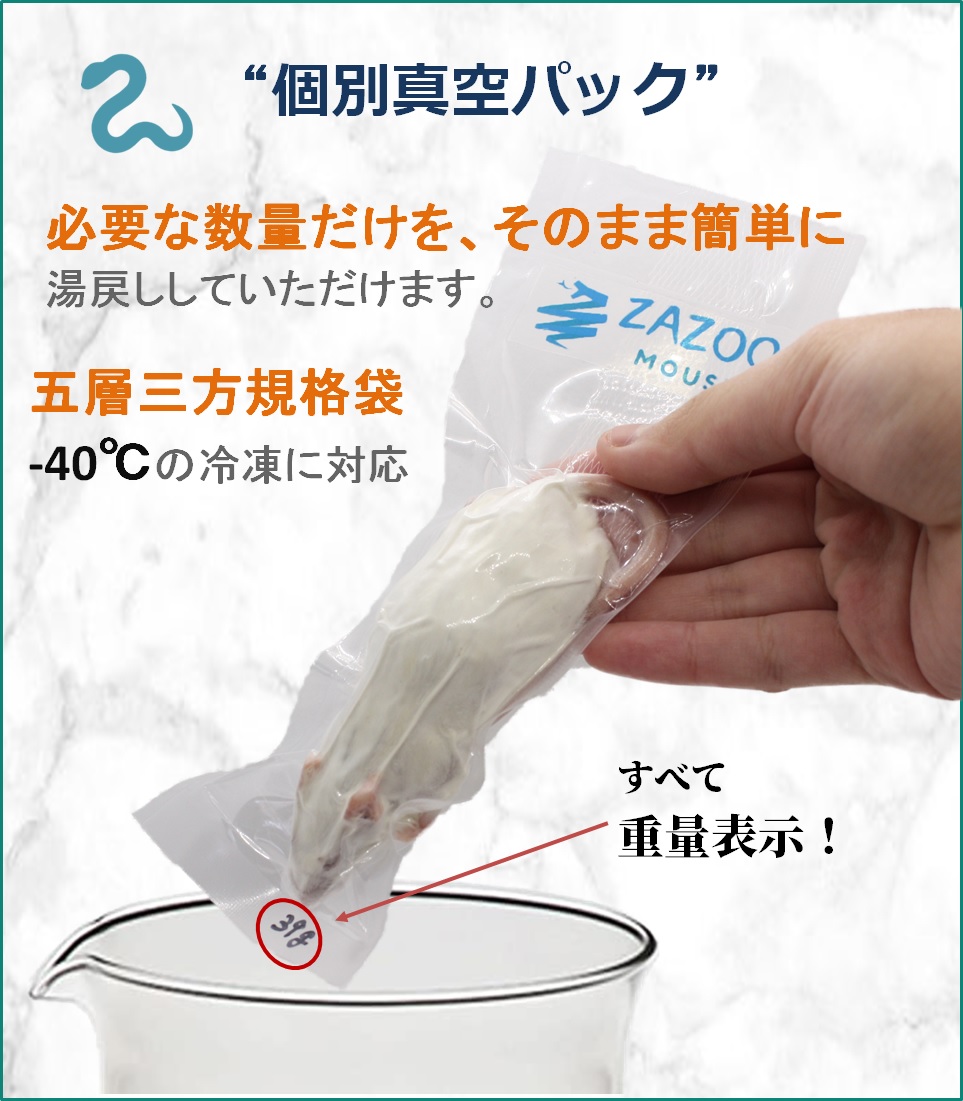 “個別真空パック”
必要な数量だけを、そのまま簡単に
湯戻ししていただけます。
ZAZOO
MOUS
五層三方規格袋
-40℃の冷凍に対応
すべて
重量表示！
39g